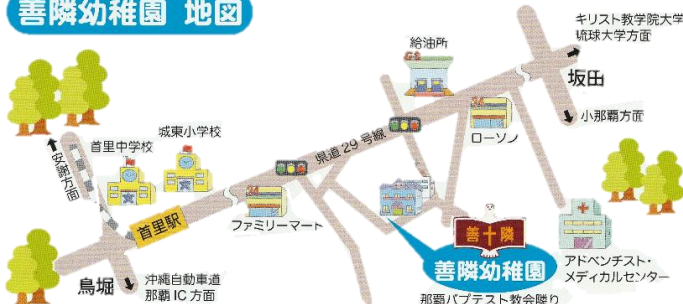 善隣幼稚園 地図
キリスト教学院大学
琉球大学方面
給油所
GS
坂田
小那覇方面
ローソン
県道29号線
城東小学校
首里中学校
安謝方面
首里駅
ファミリーマート
善十隣
善隣幼稚園
那覇バプテスト教会隣り
アドベンチスト・
メディカルセンター
鳥堀
沖縄自動車道
那覇IC方面